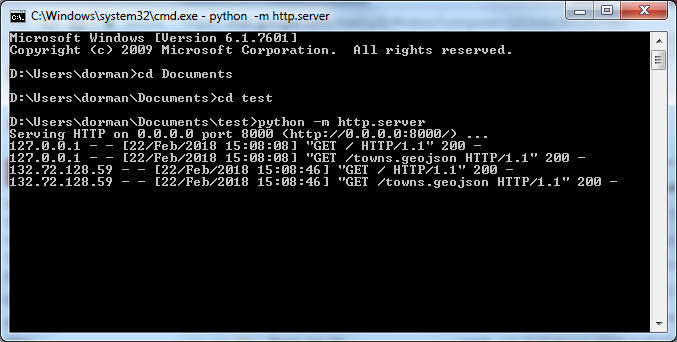 C:\Windows\system32\cmd.exe - python  -m http.server
Microsoft Windows [Version 6.1.7601]
Copyright (c) 2009 Microsoft Corporation.  All rights reserved.
D:\Users\dorman>cd Documents
D:\Users\dorman\Documents>cd test
D:\Users\dorman\Documents\test>python -m http.server
Serving HTTP on 0.0.0.0 port 8000 (http://0.0.0.0:8000/) ...
127.0.0.1 - - [22/Feb/2018 15:08:08] "GET / HTTP/1.1" 200 -
127.0.0.1 - - [22/Feb/2018 15:08:08] "GET /towns.geojson HTTP/1.1" 200 -
132.72.128.59 - - [22/Feb/2018 15:08:46] "GET / HTTP/1.1" 200 -
132.72.128.59 - - [22/Feb/2018 15:08:46] "GET /towns.geojson HTTP/1.1" 200 -